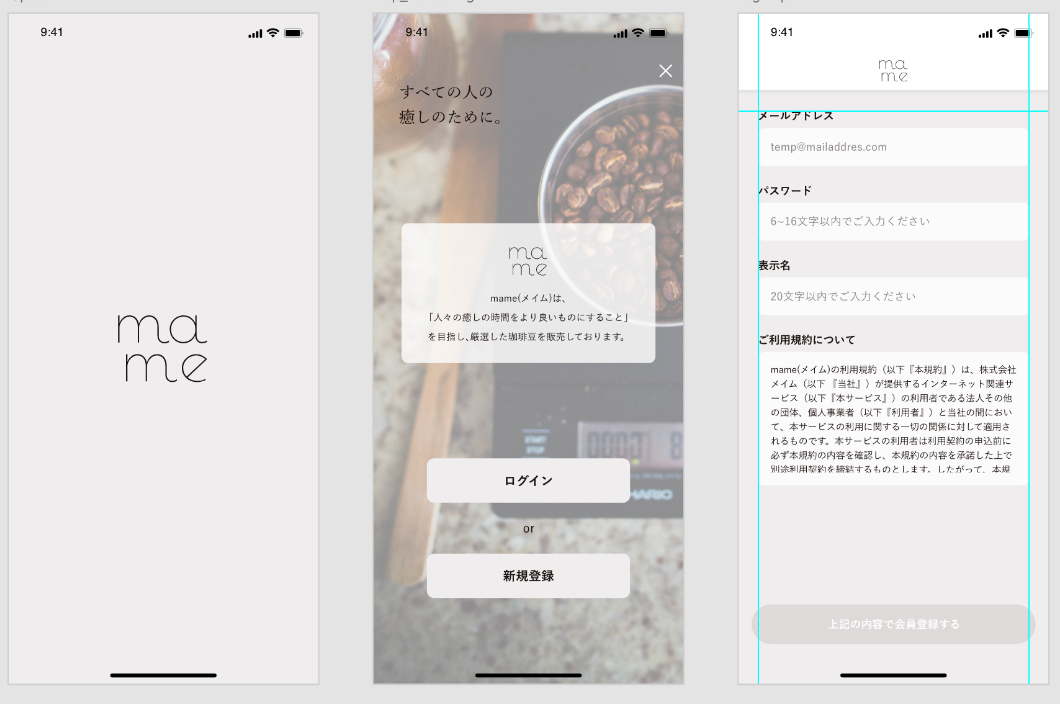 9:41
ma
me
9:41
すべての人の
癒しのために。
ma
me
mame(メイム)は、
「人々の癒しの時間をより良いものにすること」
を目指し、厳選した珈琲豆を販売しております。
START
STOP
HARIO
ログイン
or
新規登録
9:41
ma
me
メールアドレス
temp@mailaddres.com
パスワード
6~16文字以内でご入力ください
表示名
20文字以内でご入力ください
ご利用規約について
mame(メイム)の利用規約（以下『本規約』）は、株式会社
メイム（以下 『当社』）が提供するインターネット関連サ
ービス（以下『本サービス』）の利用者である法人その他
の団体、個人事業者（以下『利用者』）と当社の間におい
て、本サービスの利用に関する一切の関係に対して適用さ
れるものです。本サービスの利用者は利用契約の申込前に
必ず本規約の内容を確認し、本規約の内容を承諾した上で
別途利用契約を締結するものとします。したがって、本規
上記の内容で会員登録する